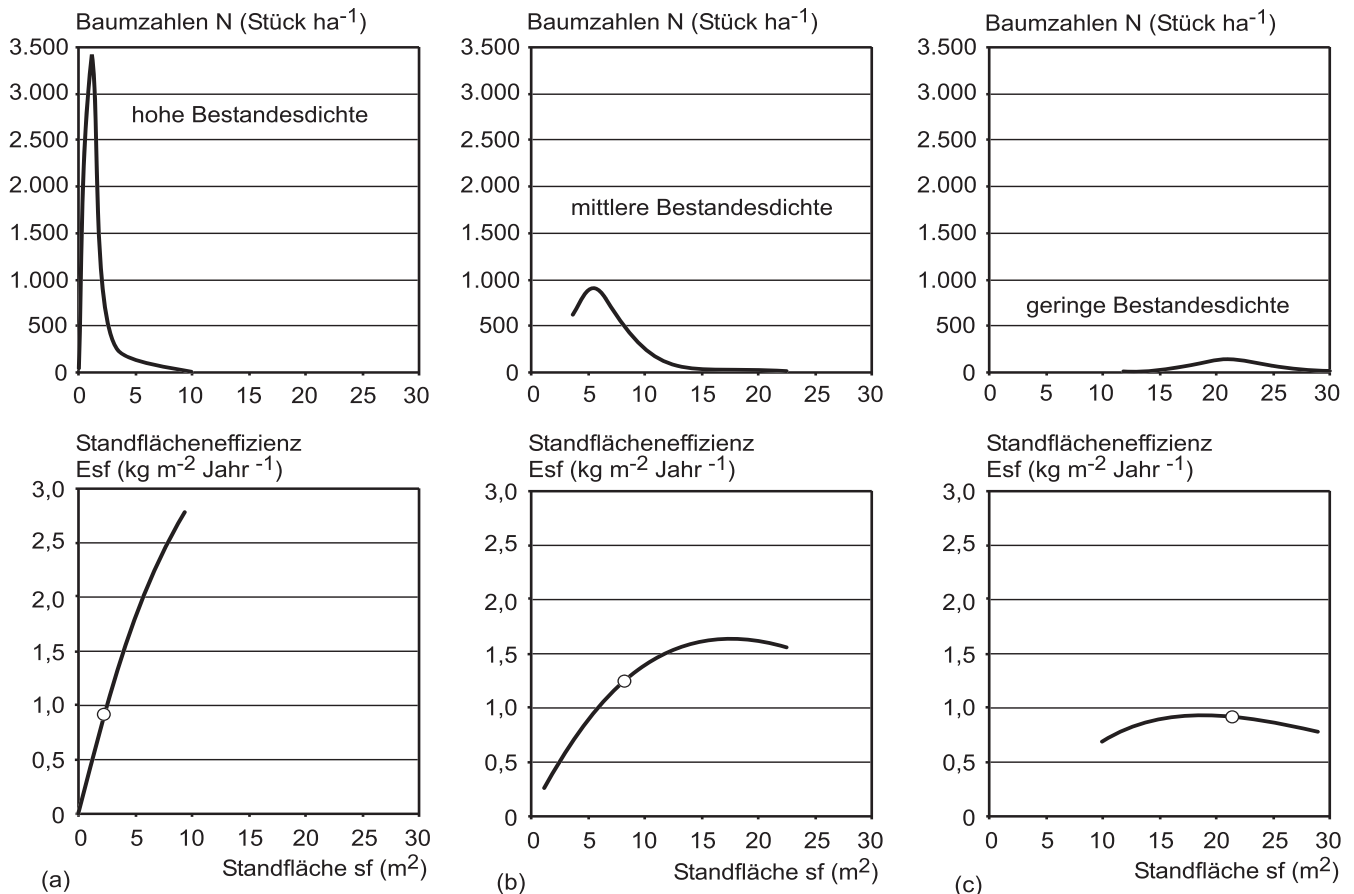 Baumzahlen N (Stück ha-1)
3.500
3.000
2.500
2.000
1.500
1.000
500
0
hohe Bestandesdichte
0 5 10 15 20 25 30
Baumzahlen N (Stück ha-1)
3.500
3.000
2.500
2.000
1.500
1.000
500
0
mittlere Bestandesdichte
0 5 10 15 20 25 30
Baumzahlen N (Stück ha-1)
3.500
3.000
2.500
2.000
1.500
1.000
500
0
geringe Bestandesdichte
0 5 10 15 20 25 30
Standflächeneffizienz
Esf (kg m-2 Jahr -1)
3,0
2,5
2,0
1,5
1,0
0,5
0
0 5 10 15 20 25 30
Standfläche sf (m2)
(a)
Standflächeneffizienz
Esf (kg m-2 Jahr -1)
3,0
2,5
2,0
1,5
1,0
0,5
0
0 5 10 15 20 25 30
Standfläche sf (m2)
(b)
Standflächeneffizienz
Esf (kg m-2 Jahr -1)
3,0
2,5
2,0
1,5
1,0
0,5
0
0 5 10 15 20 25 30
Standfläche sf (m2)
(c)